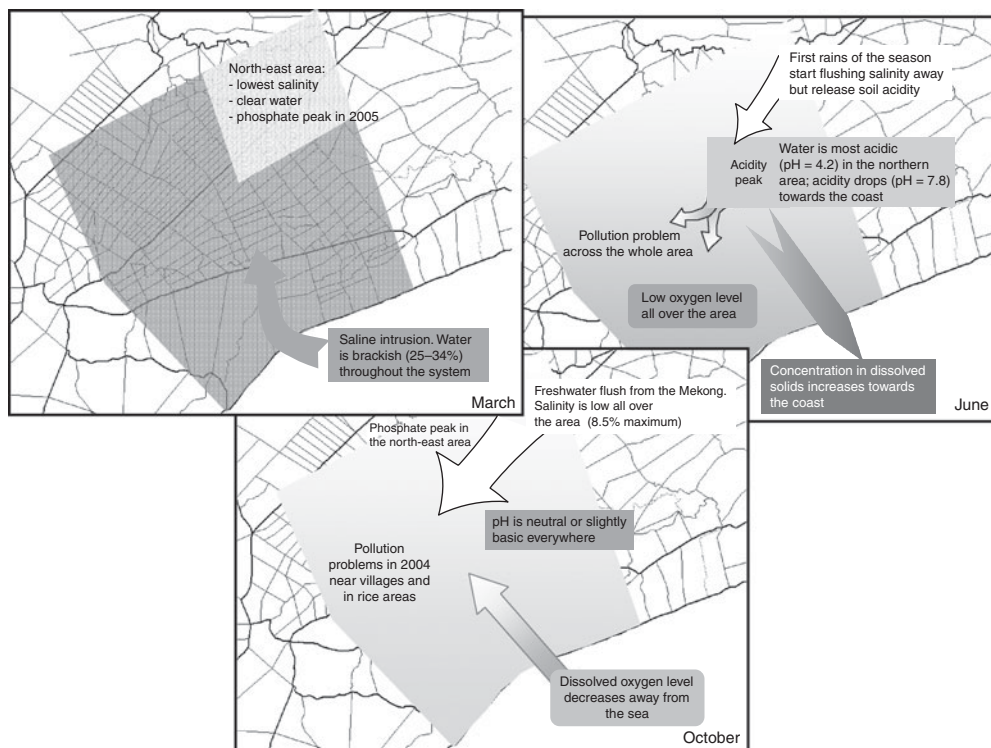 North-east area:
- lowest salinity
- clear water
- phosphate peak in 2005
Saline intrusion. Water
is brackish (25–34%)
throughout the system
March
First rains of the season
start flushing salinity away
but release soil acidity
Acidity
peak
Water is most acidic
(pH = 4.2) in the northern
area; acidity drops (pH = 7.8)
towards the coast
Pollution problem
across the whole area
Low oxygen level
all over the area
Concentration in dissolved
solids increases towards
the coast
June
Freshwater flush from the Mekong.
Salinity is low all over
the area (8.5% maximum)
Phosphate peak in
the north-east area
pH is neutral or slightly
basic everywhere
Pollution
problems in 2004
near villages and
in rice areas
Dissolved oxygen level
decreases away from
the sea
October